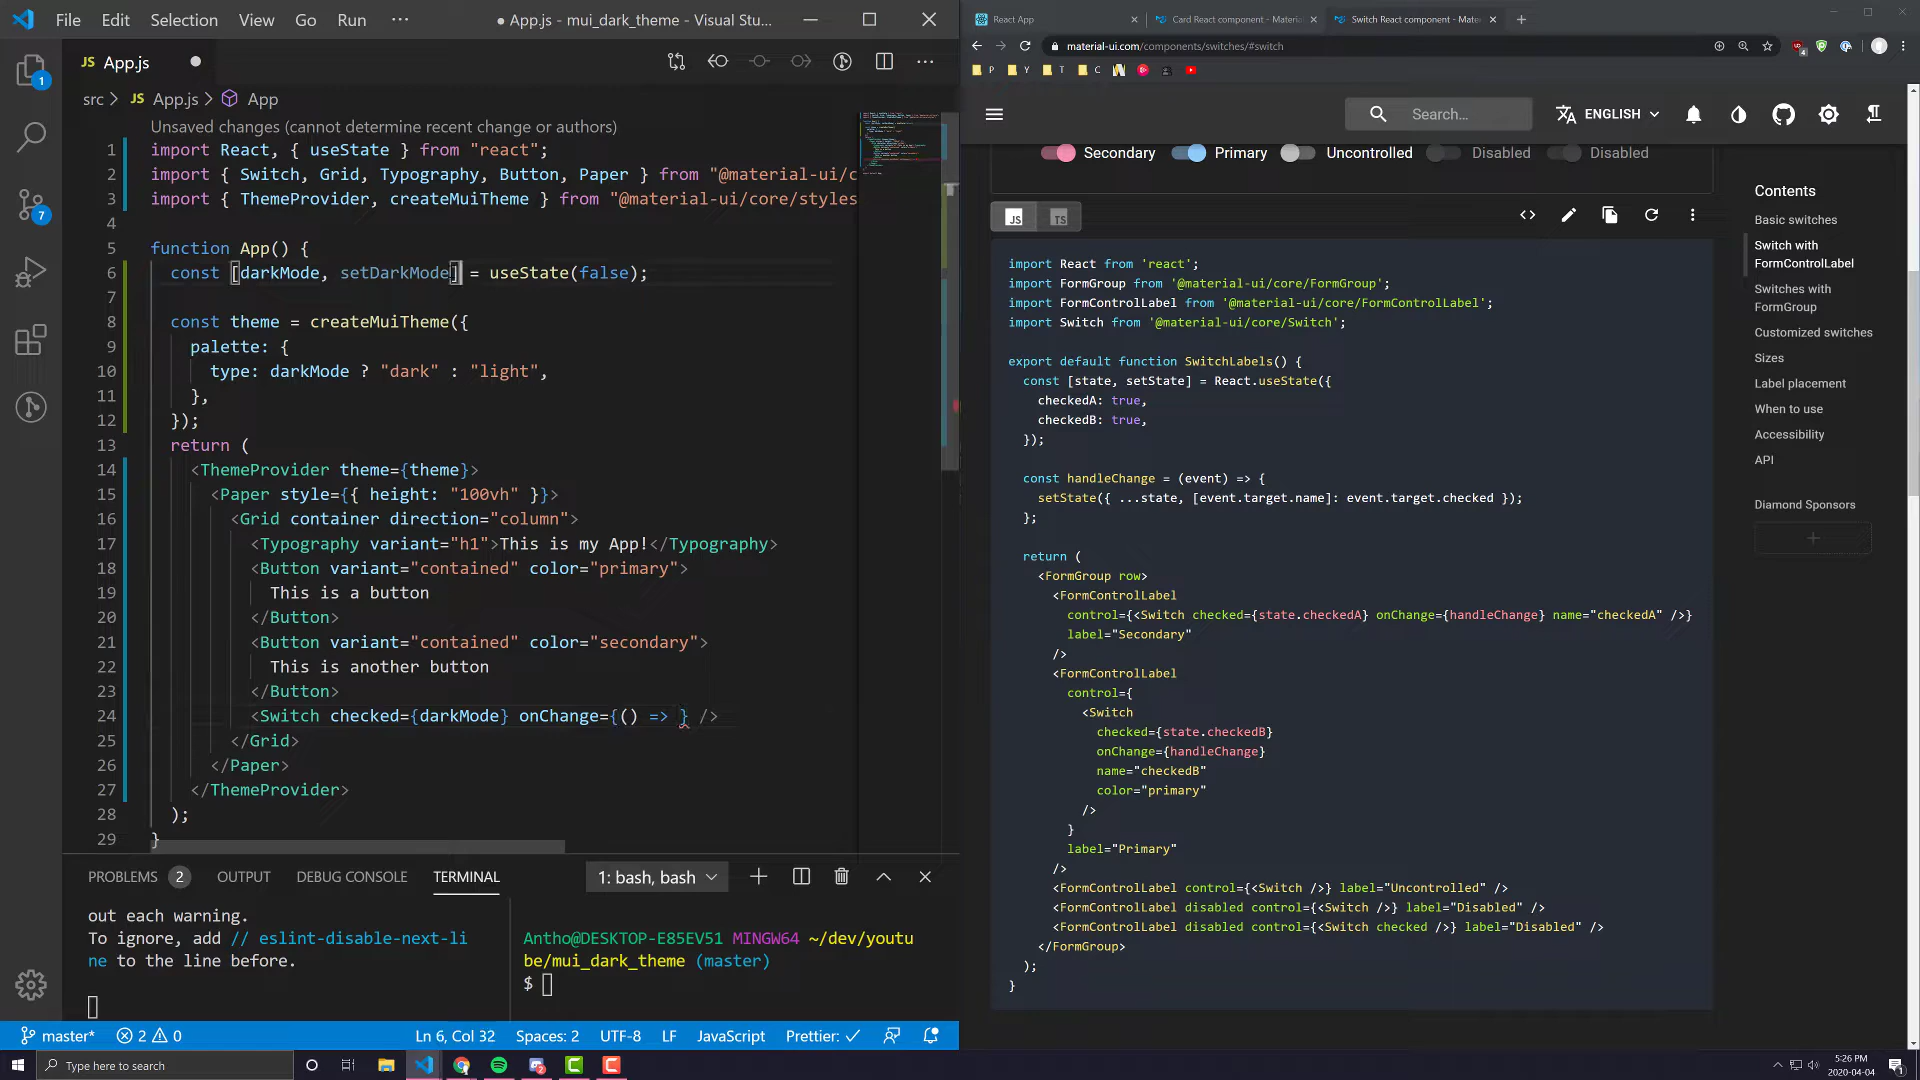 File Edit Selection View Go Run ··· ● App.js - mui_dark_theme - Visual Stu...
JS App.js ●
src > JS App.js > App
1
7
Unsaved changes (cannot determine recent change or authors)
1 import React, { useState } from "react";
2 import { Switch, Grid, Typography, Button, Paper } from "@material-ui/c
3 import { ThemeProvider, createMuiTheme } from "@material-ui/core/styles
4
5 function App() {
6 const [darkMode, setDarkMode] = useState(false);
7
8 const theme = createMuiTheme({
9 palette: {
10 type: darkMode ? "dark" : "light",
11 },
12 });
13 return (
14 <ThemeProvider theme={theme}>
15 <Paper style={{ height: "100vh" }}>
16 <Grid container direction="column">
17 <Typography variant="h1">This is my App!</Typography>
18 <Button variant="contained" color="primary">
19 This is a button
20 </Button>
21 <Button variant="contained" color="secondary">
22 This is another button
23 </Button>
24 <Switch checked={darkMode} onChange={() => } />
25 </Grid>
26 </Paper>
27 </ThemeProvider>
28 );
29 }
PROBLEMS 2 OUTPUT DEBUG CONSOLE TERMINAL 1: bash, bash
out each warning.
To ignore, add // eslint-disable-next-li
ne to the line before.
Antho@DESKTOP-E85EV51 MINGW64 ~/dev/youtu
be/mui_dark_theme (master)
$
master* 2 0 Ln 6, Col 32 Spaces: 2 UTF-8 LF JavaScript Prettier: ✓
Type here to search
React App
Card React component - Material
Switch React component - Mate
material-ui.com/components/switches/#switch
P Y T C
Search...
ENGLISH
Secondary Primary Uncontrolled Disabled Disabled
JS TS
import React from 'react';
import FormGroup from '@material-ui/core/FormGroup';
import FormControlLabel from '@material-ui/core/FormControlLabel';
import Switch from '@material-ui/core/Switch';
export default function SwitchLabels() {
const [state, setState] = React.useState({
checkedA: true,
checkedB: true,
});
const handleChange = (event) => {
setState({ ...state, [event.target.name]: event.target.checked });
};
return (
<FormGroup row>
<FormControlLabel
control={<Switch checked={state.checkedA} onChange={handleChange} name="checkedA" />}
label="Secondary"
/>
<FormControlLabel
control={
<Switch
checked={state.checkedB}
onChange={handleChange}
name="checkedB"
color="primary"
/>
}
label="Primary"
/>
<FormControlLabel control={<Switch />} label="Uncontrolled" />
<FormControlLabel disabled control={<Switch />} label="Disabled" />
<FormControlLabel disabled control={<Switch checked />} label="Disabled" />
</FormGroup>
);
}
Contents
Basic switches
Switch with
FormControlLabel
Switches with
FormGroup
Customized switches
Sizes
Label placement
When to use
Accessibility
API
Diamond Sponsors
5:26 PM
2020-04-04